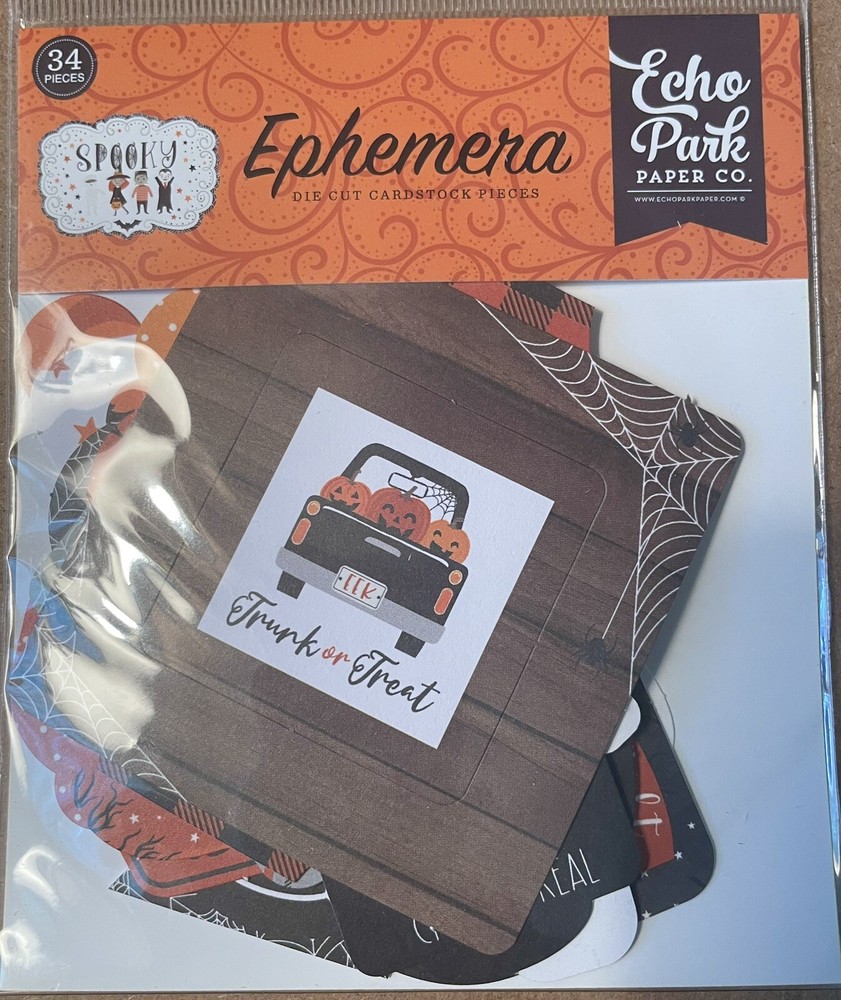 34
PIECES
SPOOKY
Ephemera
DIE CUT CARDSTOCK PIECES
Echo
Park
PAPER CO.
WWW.ECHOPARKPAPER.COM ©
EEK
Trunk or Treat